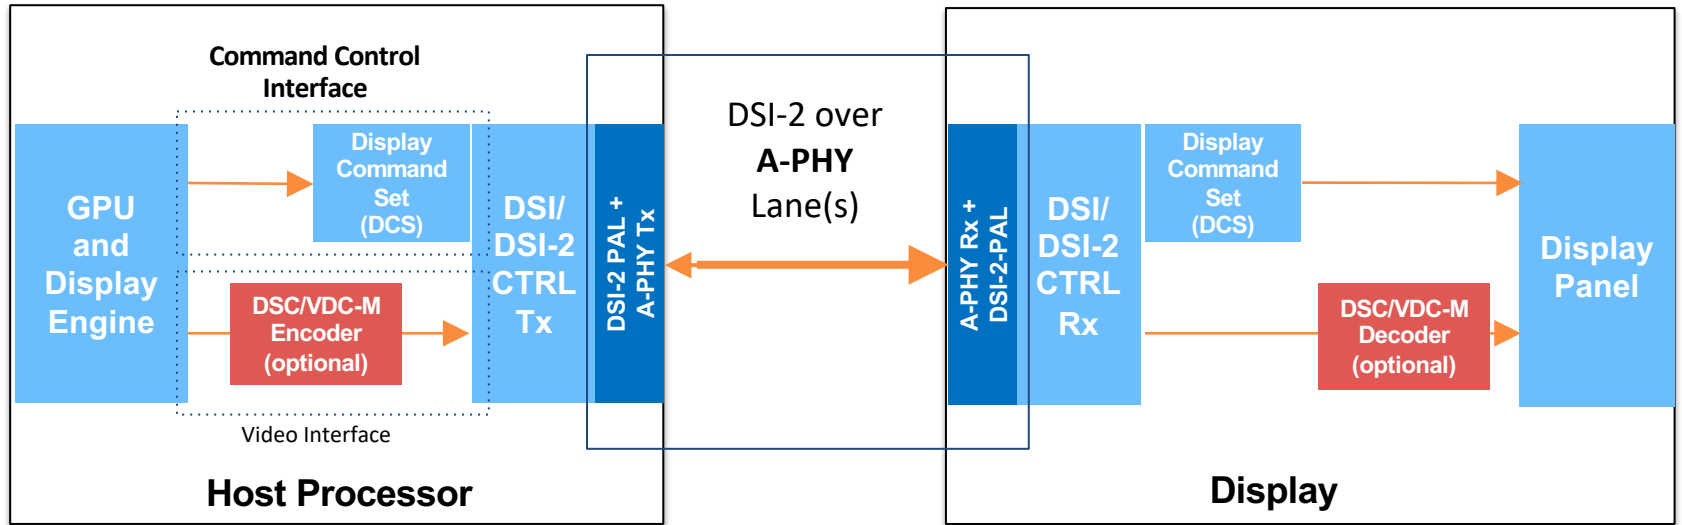 Command Control
Interface
GPU
and
Display
Engine
Display
Command
Set
(DCS)
DSC/VDC-M
Encoder
(optional)
Video Interface
DSI/
DSI-2
CTRL
Tx
DSI-2 PAL +
A-PHY Tx
Host Processor
DSI-2 over
A-PHY
Lane(s)
A-PHY Rx +
DSI-2-PAL
DSI/
DSI-2
CTRL
Rx
Display
Command
Set
(DCS)
DSC/VDC-M
Decoder
(optional)
Display
Panel
Display